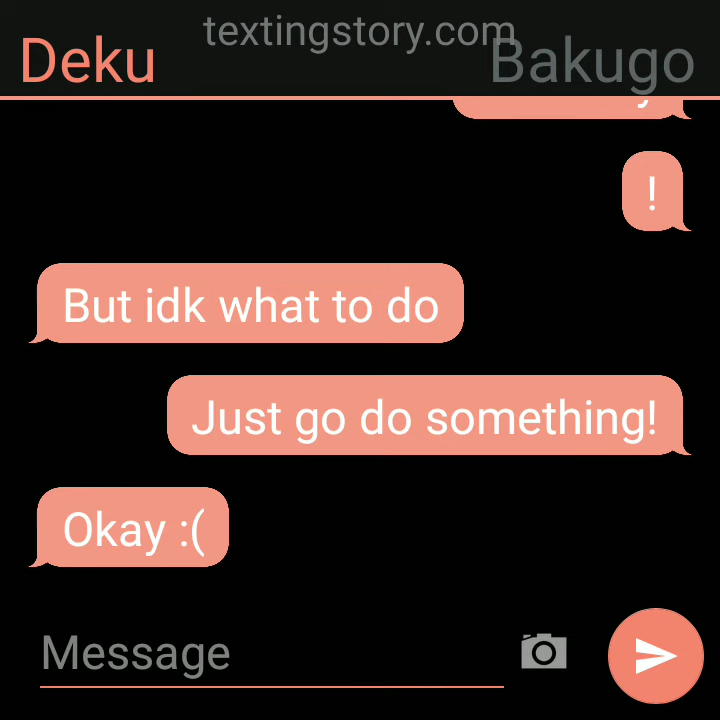 textingstory.com
Deku
Bakugo
!
But idk what to do
Just go do something!
Okay :(
Message